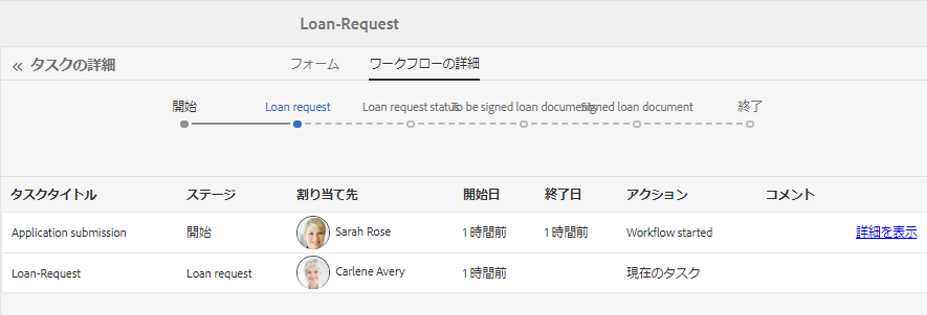 Loan-Request
« タスクの詳細 フォーム ワークフローの詳細
開始 Loan request Loan request status To be signed loan documents Signed loan document 終了
タスクタイトル ステージ 割り当て先 開始日 終了日 アクション コメント
Application submission 開始 Sarah Rose 1 時間前 1 時間前 Workflow started 詳細を表示
Loan-Request Loan request Carlene Avery 1 時間前 現在のタスク